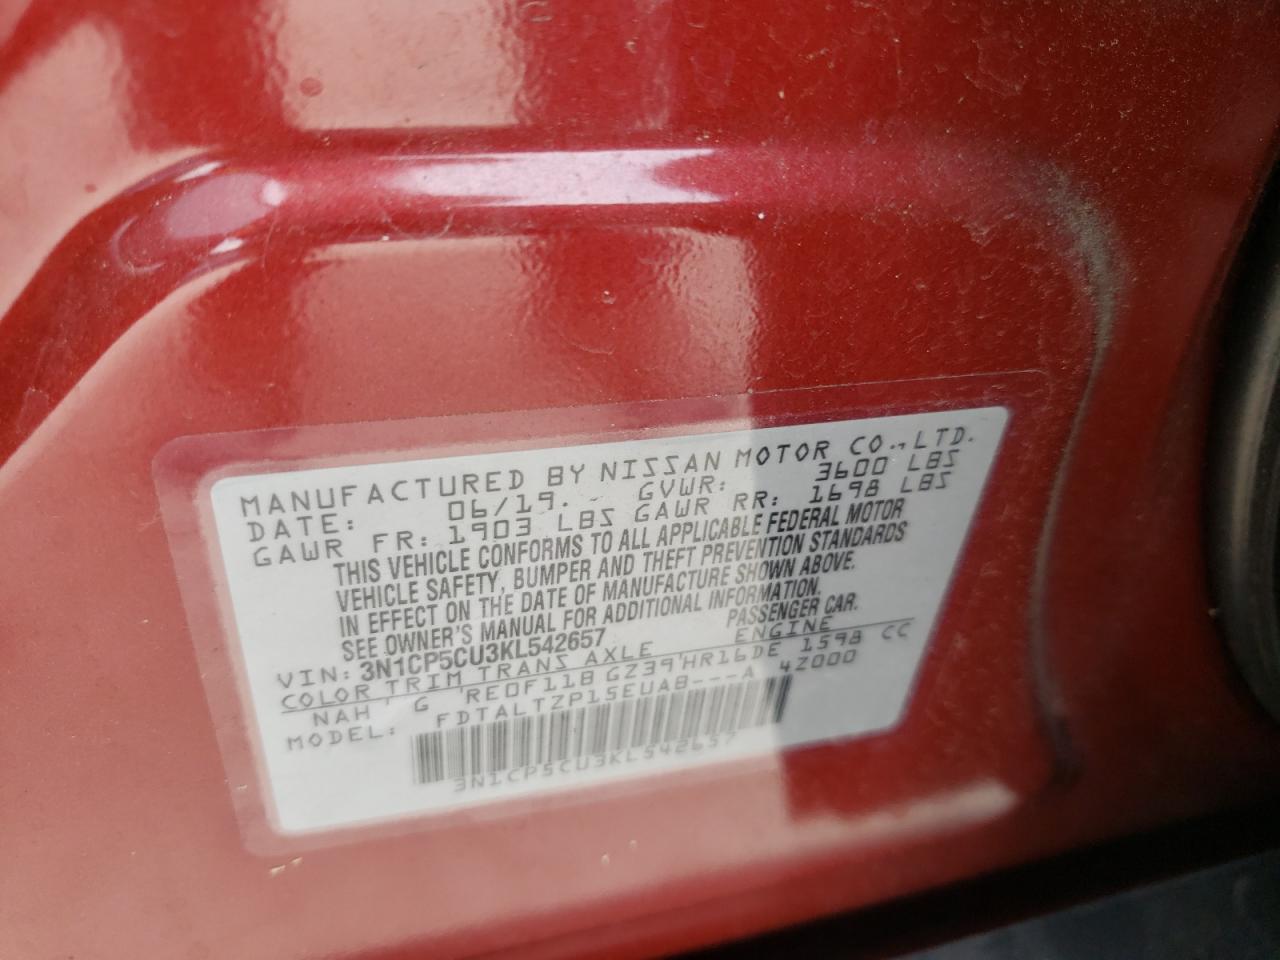 MANUFACTURED BY NISSAN MOTOR CO., LTD.
DATE: 06/19. GVWR: 3600 LBS
GAWR FR: 1903 LBS GAWR RR: 1698 LBS
THIS VEHICLE CONFORMS TO ALL APPLICABLE FEDERAL MOTOR
VEHICLE SAFETY, BUMPER AND THEFT PREVENTION STANDARDS
IN EFFECT ON THE DATE OF MANUFACTURE SHOWN ABOVE.
SEE OWNER'S MANUAL FOR ADDITIONAL INFORMATION.
VIN: 3N1CP5CU3KL542657 PASSENGER CAR.
COLOR TRIM TRANS AXLE ENGINE
NAH ' G 'RE0F11B GZ39'HR16DE 1598 CC
MODEL: FDTALTZP15EUAB---A 4Z000
3N1CP5CU3KL542657